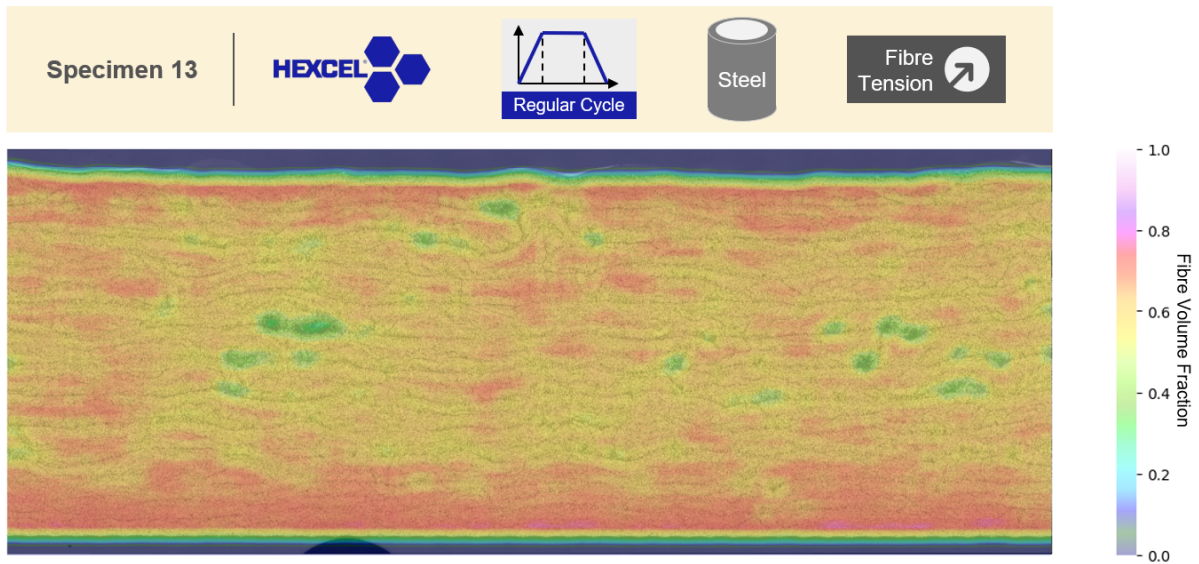 Specimen 13
HEXCEL
Regular Cycle
Steel
Fibre
Tension
1.0
0.8
0.6
0.4
0.2
0.0
Fibre Volume Fraction